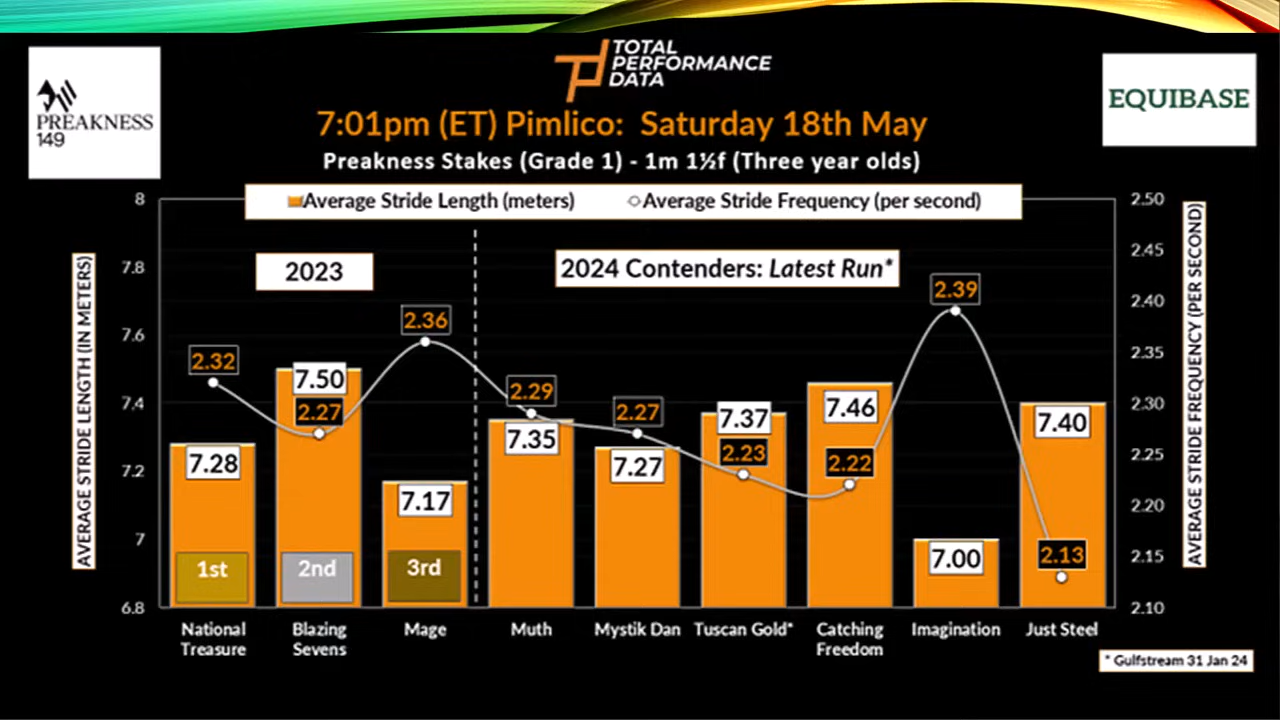 TOTAL
PERFORMANCE
DATA
PREAKNESS
149
EQUIBASE
7:01pm (ET) Pimlico: Saturday 18th May
Preakness Stakes (Grade 1) - 1m 1½f (Three year olds)
Average Stride Length (meters)
Average Stride Frequency (per second)
AVERAGE STRIDE LENGTH (IN METERS)
8
7.8
7.6
7.4
7.2
7
6.8
2023
2024 Contenders: Latest Run*
2.32
2.27
2.36
2.29
2.27
2.23
2.22
2.39
2.13
7.28
7.50
7.17
7.35
7.27
7.37
7.46
7.00
7.40
1st
2nd
3rd
National
Treasure
Blazing
Sevens
Mage
Muth
Mystik Dan
Tuscan Gold*
Catching
Freedom
Imagination
Just Steel
2.50
2.45
2.40
2.35
2.30
2.25
2.20
2.15
2.10
AVERAGE STRIDE FREQUENCY (PER SECOND)
* Gulfstream 31 Jan 24